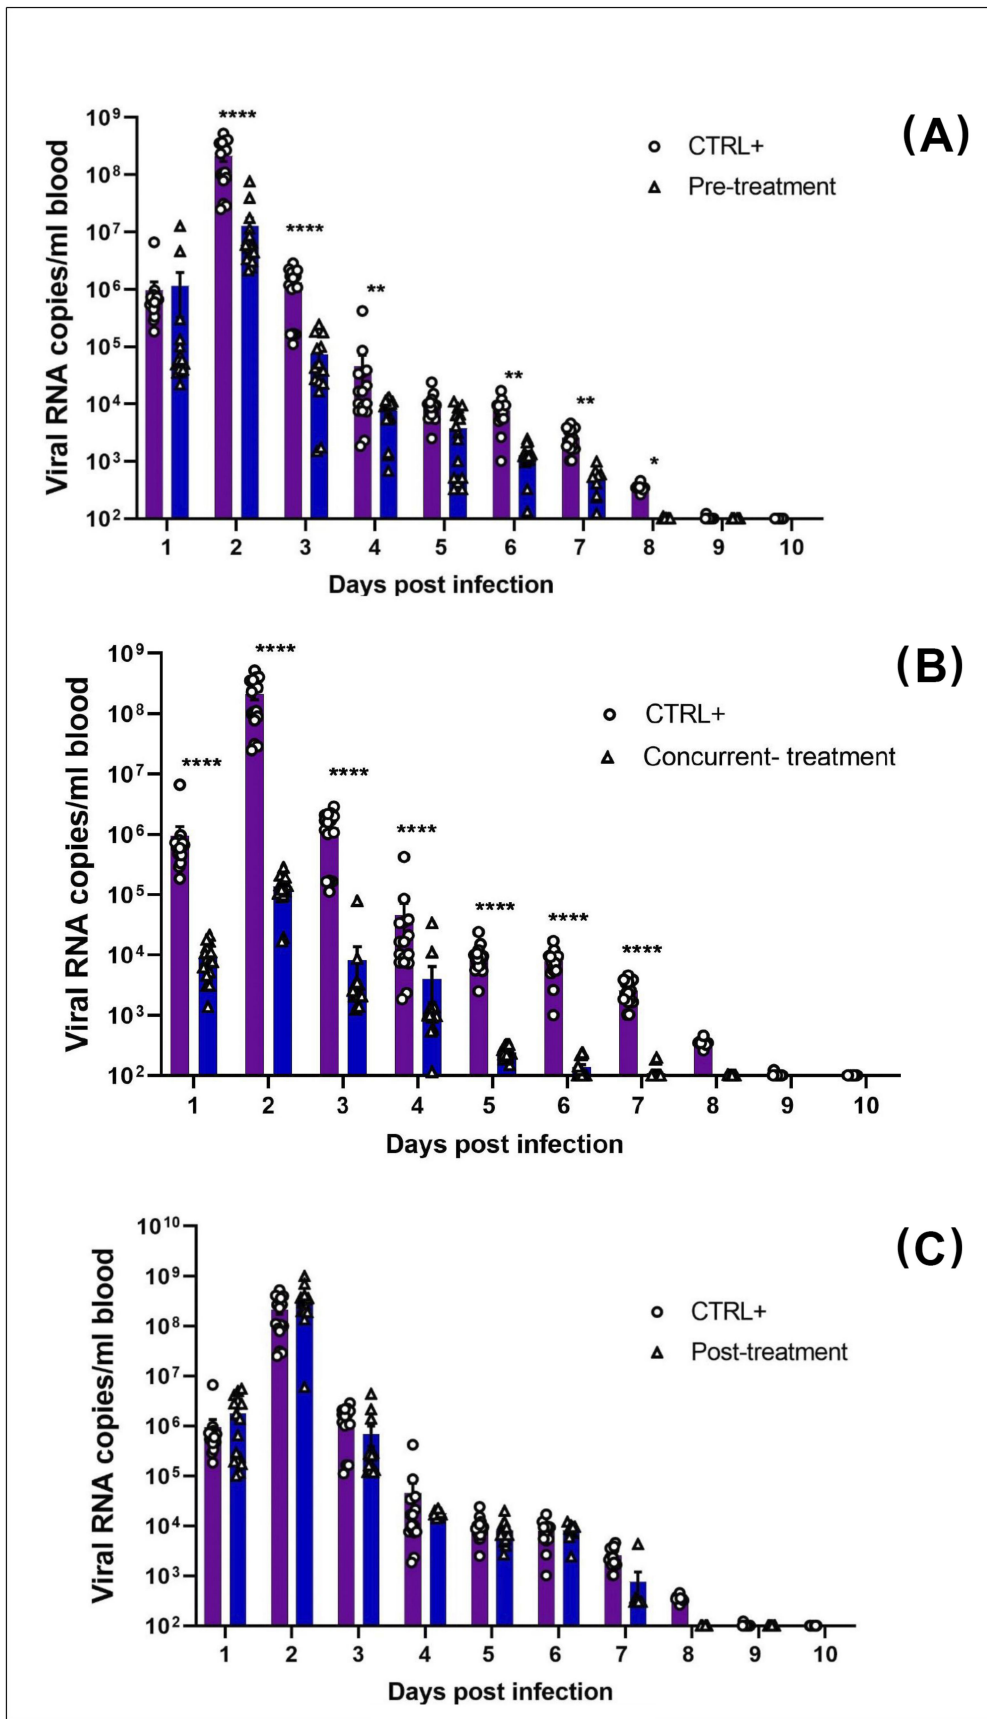 (A)
CTRL+
Pre-treatment
Viral RNA copies/ml blood
10⁹
10⁸
10⁷
10⁶
10⁵
10⁴
10³
10²
****
****
**
**
**
*
1 2 3 4 5 6 7 8 9 10
Days post infection
(B)
CTRL+
Concurrent- treatment
Viral RNA copies/ml blood
10⁹
10⁸
10⁷
10⁶
10⁵
10⁴
10³
10²
****
****
****
****
****
****
****
1 2 3 4 5 6 7 8 9 10
Days post infection
(C)
CTRL+
Post-treatment
Viral RNA copies/ml blood
10¹⁰
10⁹
10⁸
10⁷
10⁶
10⁵
10⁴
10³
10²
1 2 3 4 5 6 7 8 9 10
Days post infection